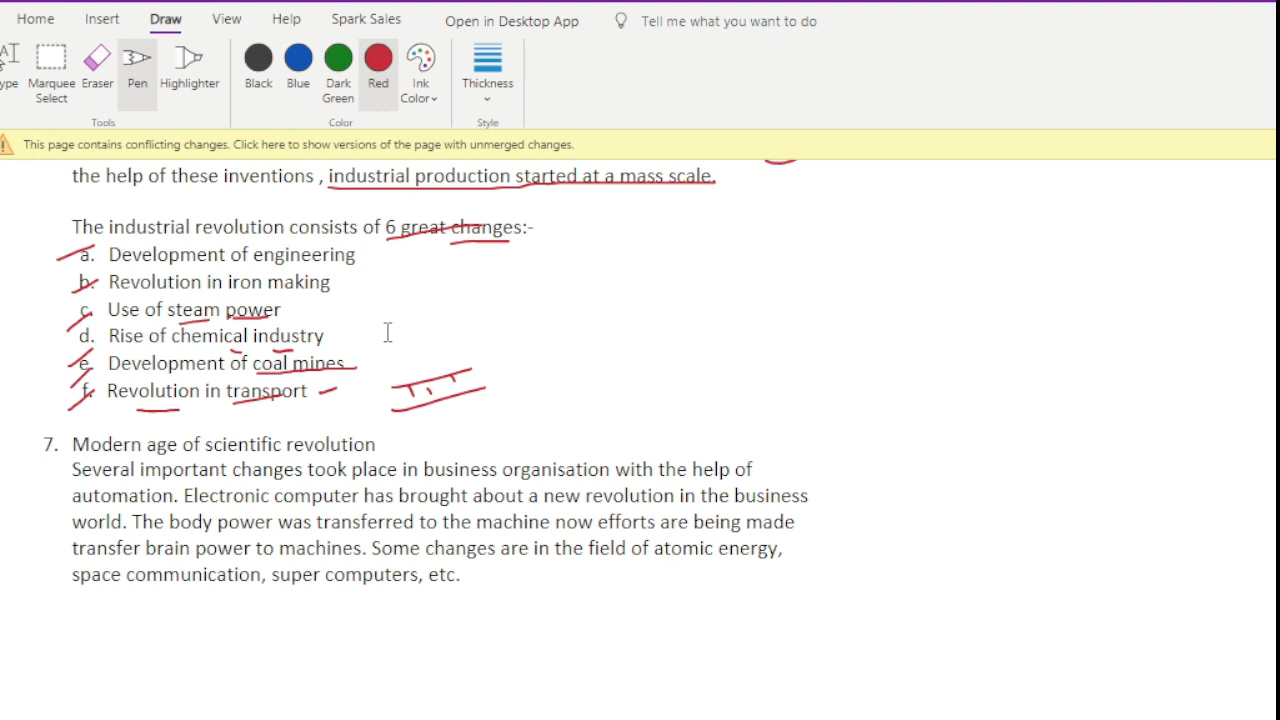 Home Insert Draw View Help Spark Sales Open in Desktop App Tell me what you want to do
ype Marquee Select Eraser Pen Highlighter Black Blue Dark Green Red Ink Color Thickness
Tools Color Style
This page contains conflicting changes. Click here to show versions of the page with unmerged changes.
the help of these inventions , industrial production started at a mass scale.
The industrial revolution consists of 6 great changes:-
a. Development of engineering
b. Revolution in iron making
c. Use of steam power
d. Rise of chemical industry
e. Development of coal mines
f. Revolution in transport
7. Modern age of scientific revolution
Several important changes took place in business organisation with the help of
automation. Electronic computer has brought about a new revolution in the business
world. The body power was transferred to the machine now efforts are being made
transfer brain power to machines. Some changes are in the field of atomic energy,
space communication, super computers, etc.